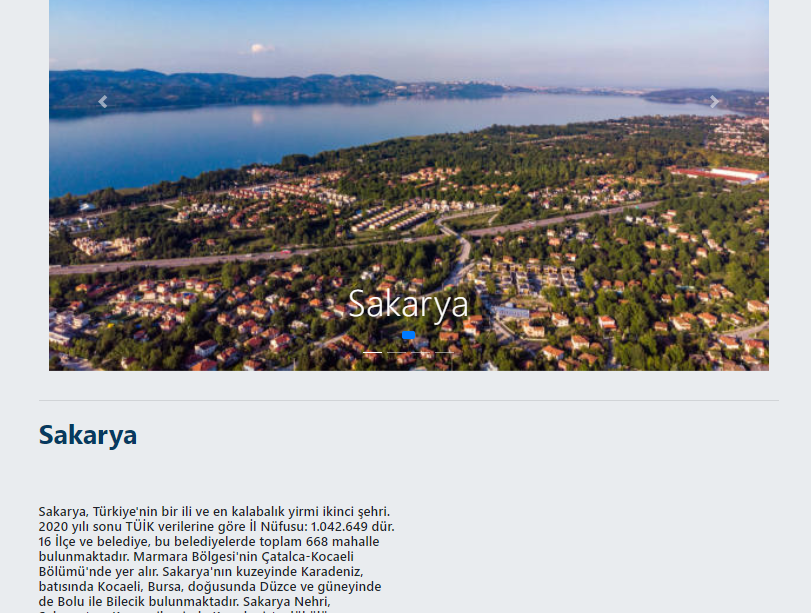 Sakarya
Sakarya
Sakarya, Türkiye'nin bir ili ve en kalabalık yirmi ikinci şehri.
2020 yılı sonu TÜİK verilerine göre İl Nüfusu: 1.042.649 dür.
16 İlçe ve belediye, bu belediyelerde toplam 668 mahalle
bulunmaktadır. Marmara Bölgesi'nin Çatalca-Kocaeli
Bölümü'nde yer alır. Sakarya'nın kuzeyinde Karadeniz,
batısında Kocaeli, Bursa, doğusunda Düzce ve güneyinde
de Bolu ile Bilecik bulunmaktadır. Sakarya Nehri,